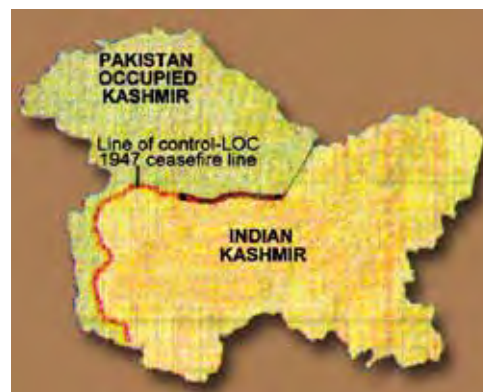 PAKISTAN
OCCUPIED
KASHMIR
Line of control-LOC
1947 ceasefire line
INDIAN
KASHMIR